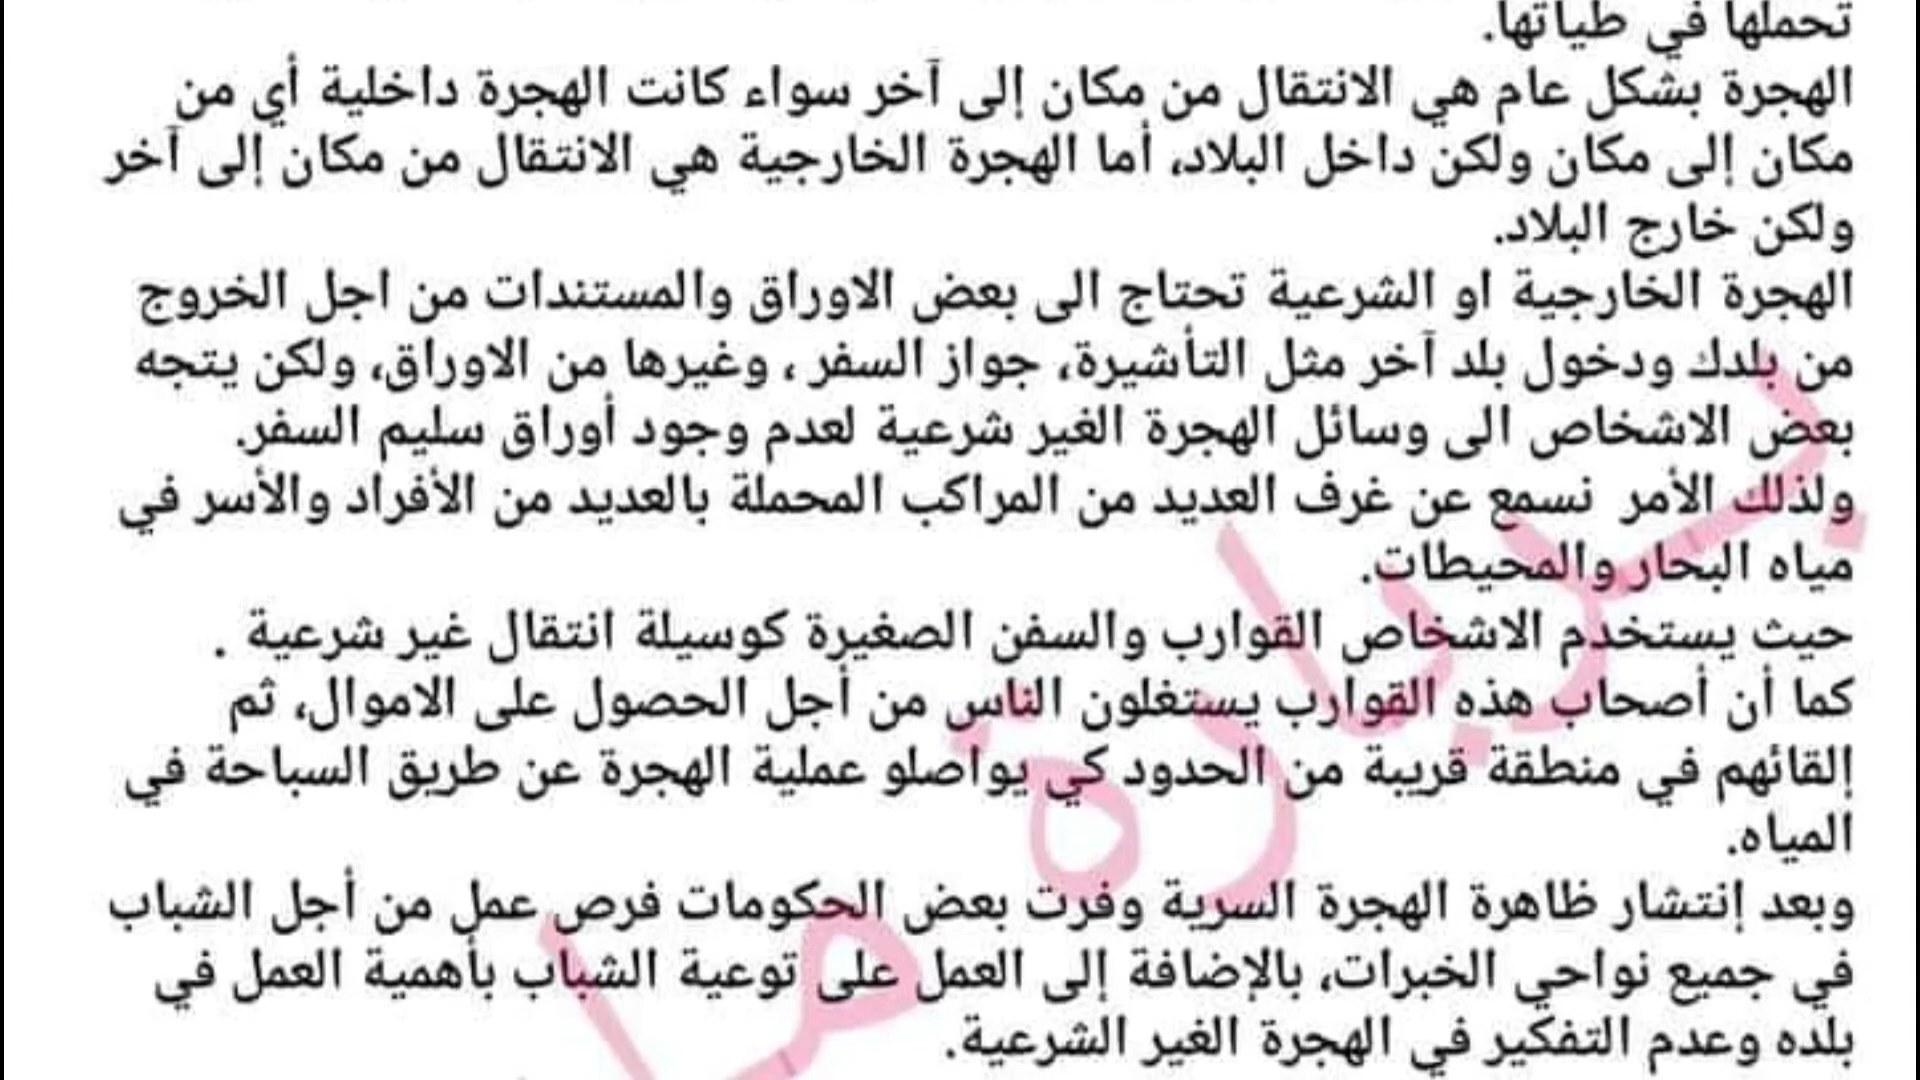 تحملها في طياتها.
الهجرة بشكل عام هي الانتقال من مكان إلى آخر سواء كانت الهجرة داخلية أي من
مكان إلى مكان ولكن داخل البلاد، أما الهجرة الخارجية هي الانتقال من مكان إلى آخر
ولكن خارج البلاد.
الهجرة الخارجية او الشرعية تحتاج الى بعض الاوراق والمستندات من اجل الخروج
من بلدك ودخول بلد آخر مثل التأشيرة، جواز السفر ، وغيرها من الاوراق، ولكن يتجه
بعض الاشخاص الى وسائل الهجرة الغير شرعية لعدم وجود أوراق سليم السفر.
ولذلك الأمر نسمع عن غرف العديد من المراكب المحملة بالعديد من الأفراد والأسر في
مياه البحار والمحيطات.
حيث يستخدم الاشخاص القوارب والسفن الصغيرة كوسيلة انتقال غير شرعية .
كما أن أصحاب هذه القوارب يستغلون الناس من أجل الحصول على الاموال، ثم
إلقائهم في منطقة قريبة من الحدود كي يواصلو عملية الهجرة عن طريق السباحة في
المياه.
وبعد إنتشار ظاهرة الهجرة السرية وفرت بعض الحكومات فرص عمل من أجل الشباب
في جميع نواحي الخبرات، بالإضافة إلى العمل على توعية الشباب بأهمية العمل في
بلده وعدم التفكير في الهجرة الغير الشرعية.